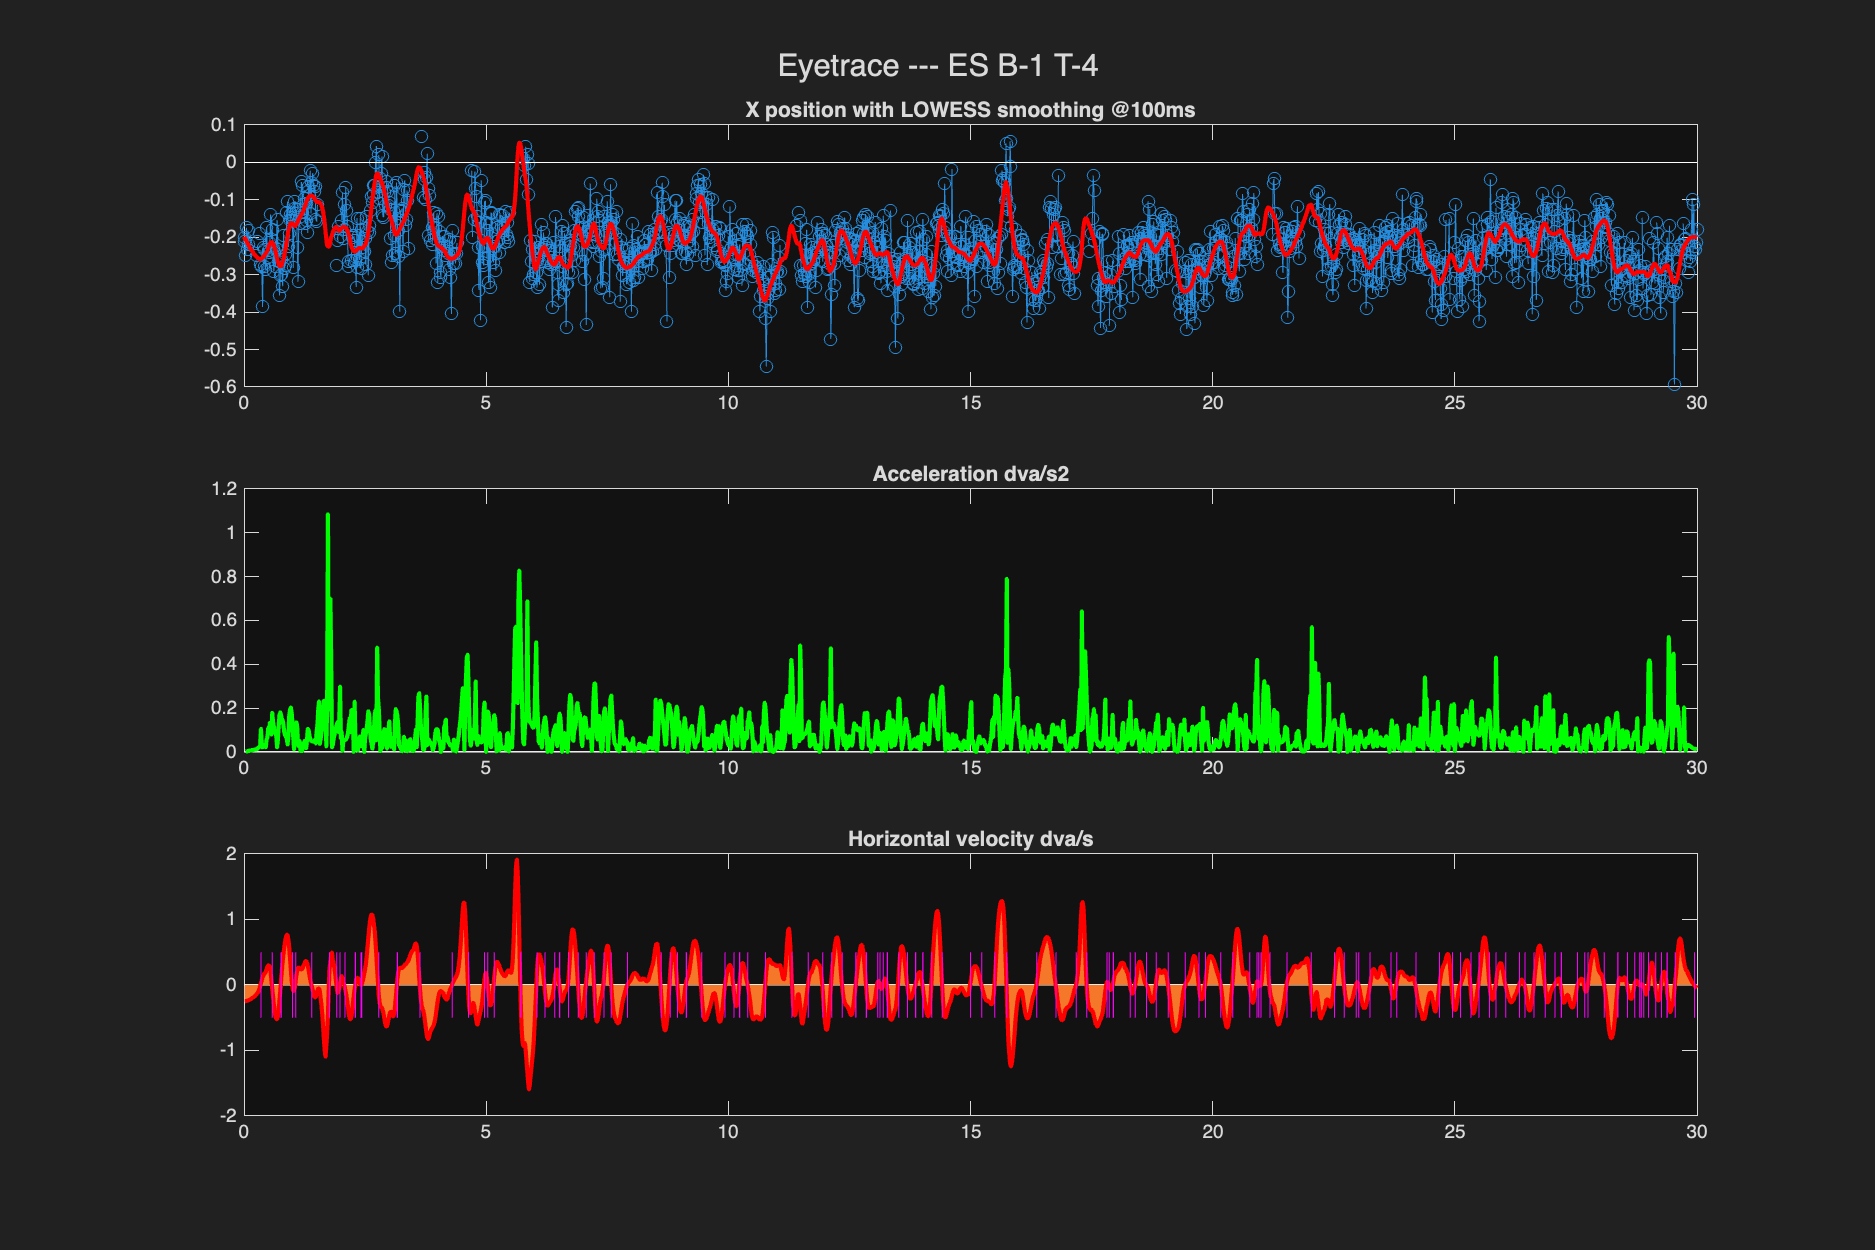 Eyetrace --- ES B-1 T-4
X position with LOWESS smoothing @100ms
0.1
0
-0.1
-0.2
-0.3
-0.4
-0.5
-0.6
0 5 10 15 20 25 30
Acceleration dva/s2
1.2
1
0.8
0.6
0.4
0.2
0
0 5 10 15 20 25 30
Horizontal velocity dva/s
2
1
0
-1
-2
0 5 10 15 20 25 30